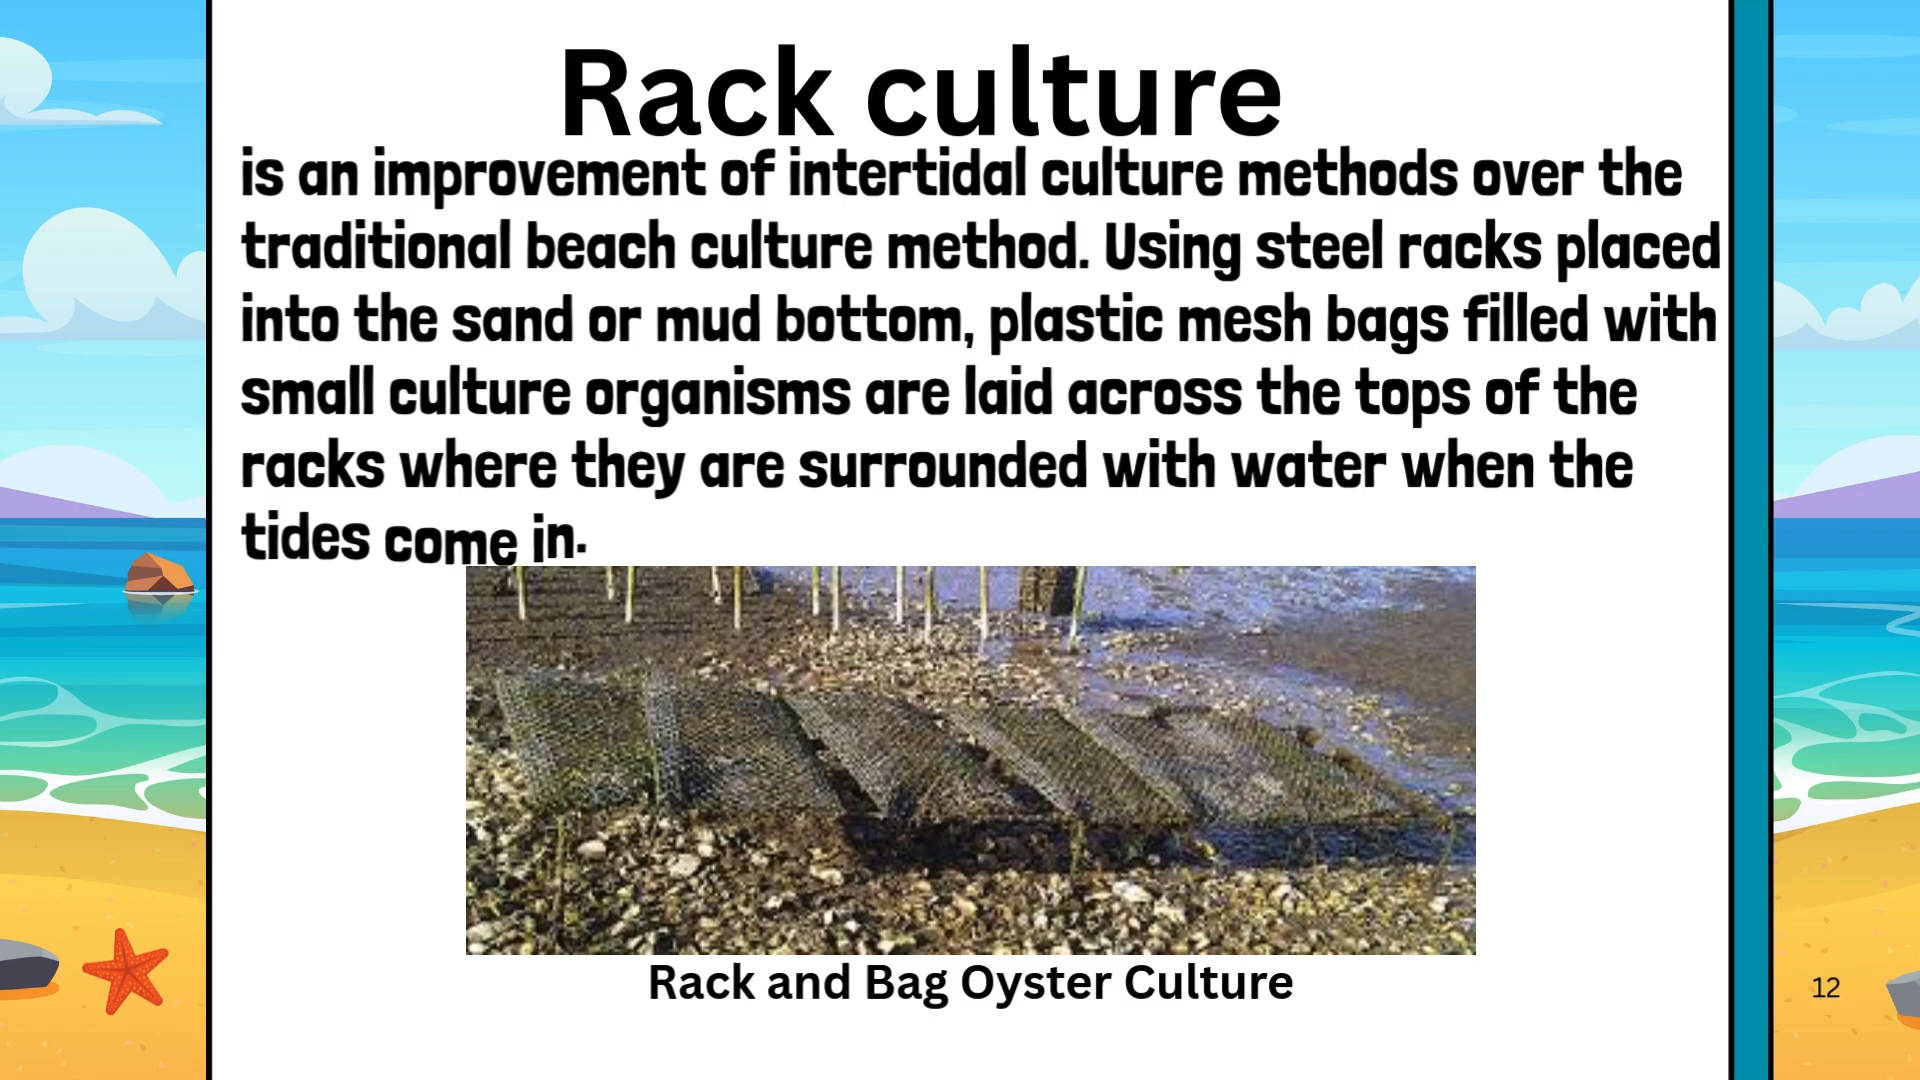 Rack culture
is an improvement of intertidal culture methods over the
traditional beach culture method. Using steel racks placed
into the sand or mud bottom, plastic mesh bags filled with
small culture organisms are laid across the tops of the
racks where they are surrounded with water when the
tides come in.
Rack and Bag Oyster Culture
12